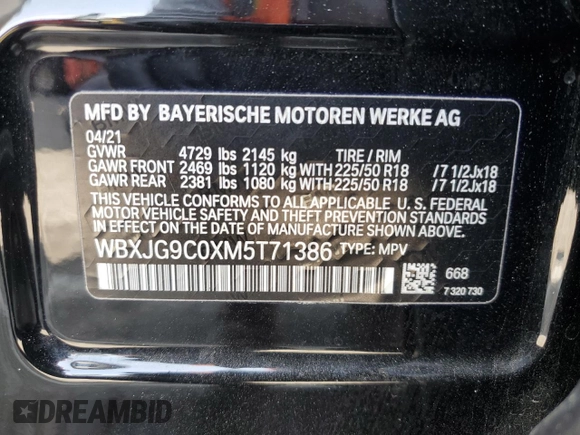 MFD BY BAYERISCHE MOTOREN WERKE AG
04/21
GVWR 4729 lbs 2145 kg TIRE / RIM
GAWR FRONT 2469 lbs 1120 kg WITH 225/50 R18 /7 1/2Jx18
GAWR REAR 2381 lbs 1080 kg WITH 225/50 R18 /7 1/2Jx18
THIS VEHICLE CONFORMS TO ALL APPLICABLE U. S. FEDERAL
MOTOR VEHICLE SAFETY AND THEFT PREVENTION STANDARDS IN
EFFECT ON THE DATE OF MANUFACTURE SHOWN ABOVE.
WBXJG9C0XM5T71386 TYPE: MPV
668
7 320 730
DREAMBID